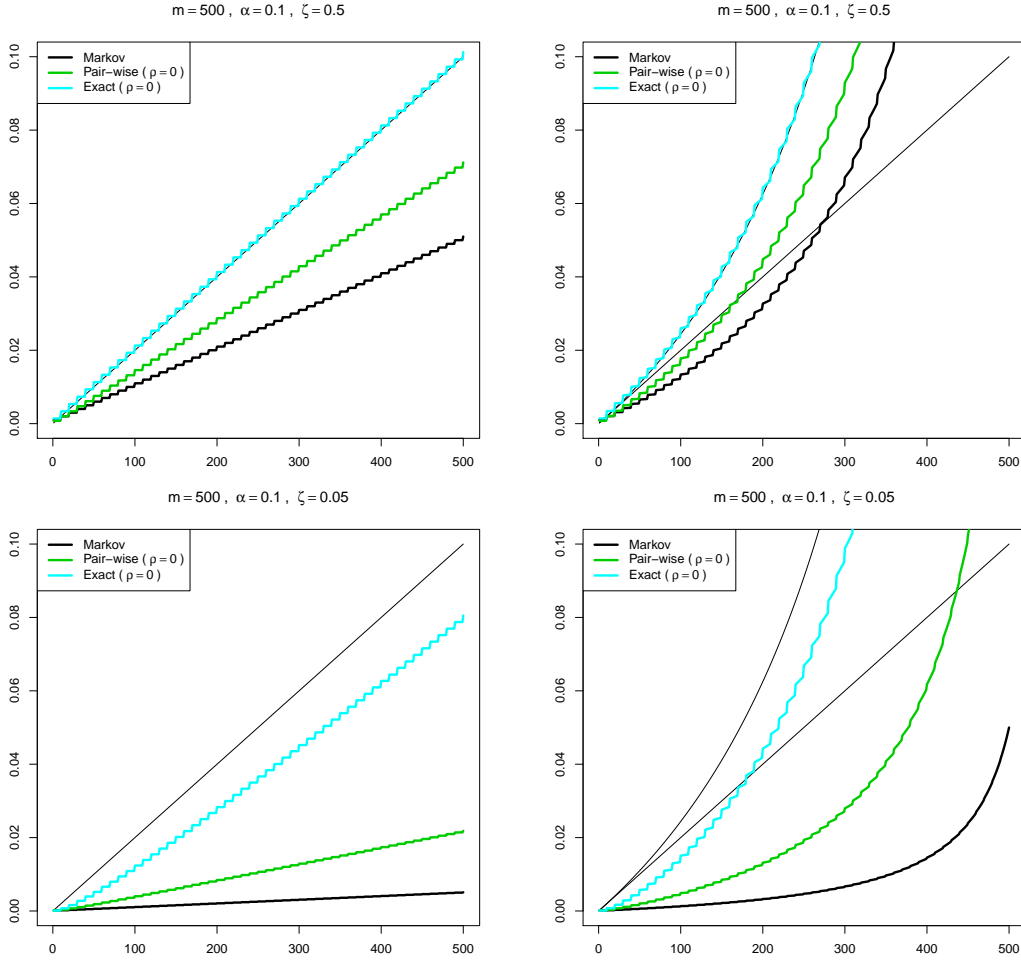 m = 500 , α = 0.1 , ζ = 0.5
Markov
Pair−wise ( ρ = 0 )
Exact ( ρ = 0 )
0.10
0.08
0.06
0.04
0.02
0.00
0 100 200 300 400 500
m = 500 , α = 0.1 , ζ = 0.5
Markov
Pair−wise ( ρ = 0 )
Exact ( ρ = 0 )
0.10
0.08
0.06
0.04
0.02
0.00
0 100 200 300 400 500
m = 500 , α = 0.1 , ζ = 0.05
Markov
Pair−wise ( ρ = 0 )
Exact ( ρ = 0 )
0.10
0.08
0.06
0.04
0.02
0.00
0 100 200 300 400 500
m = 500 , α = 0.1 , ζ = 0.05
Markov
Pair−wise ( ρ = 0 )
Exact ( ρ = 0 )
0.10
0.08
0.06
0.04
0.02
0.00
0 100 200 300 400 500